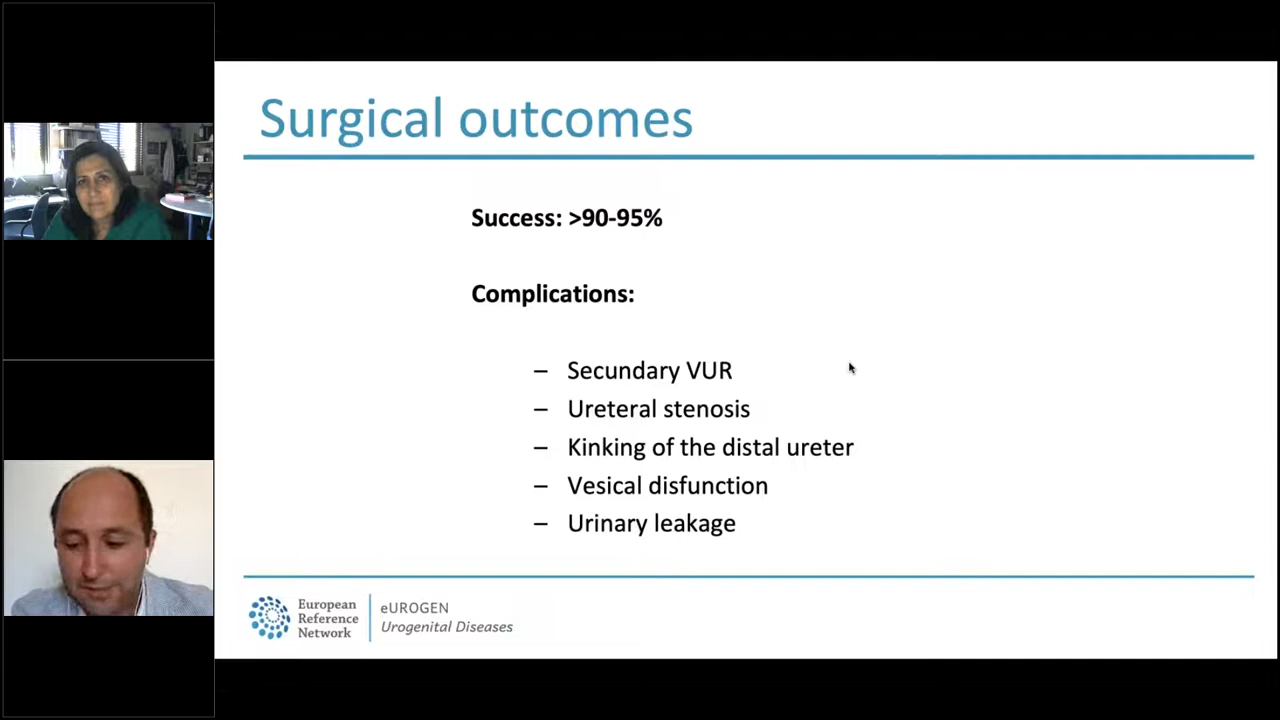 Surgical outcomes
Success: >90-95%
Complications:
– Secundary VUR
– Ureteral stenosis
– Kinking of the distal ureter
– Vesical disfunction
– Urinary leakage
European
Reference
Network
eUROGEN
Urogenital Diseases